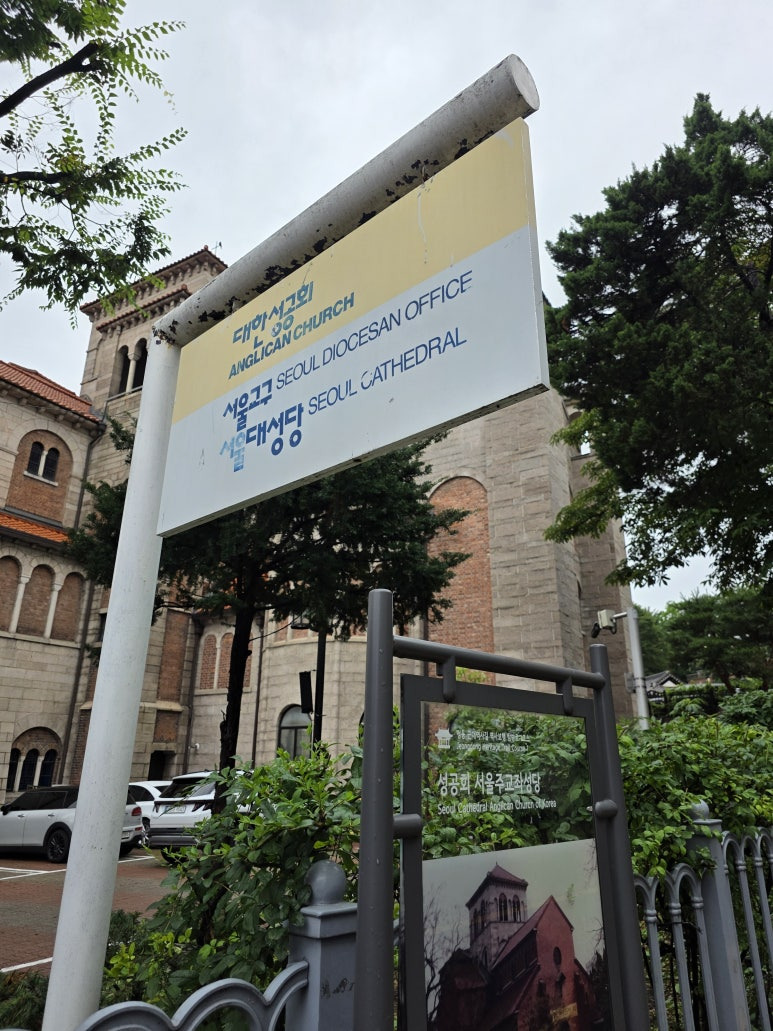 대한성공회
ANGLICAN CHURCH
서울교구 SEOUL DIOCESAN OFFICE
서울대성당 SEOUL CATHEDRAL
성공회 서울주교좌성당
Seoul Cathedral Anglican Church of Korea